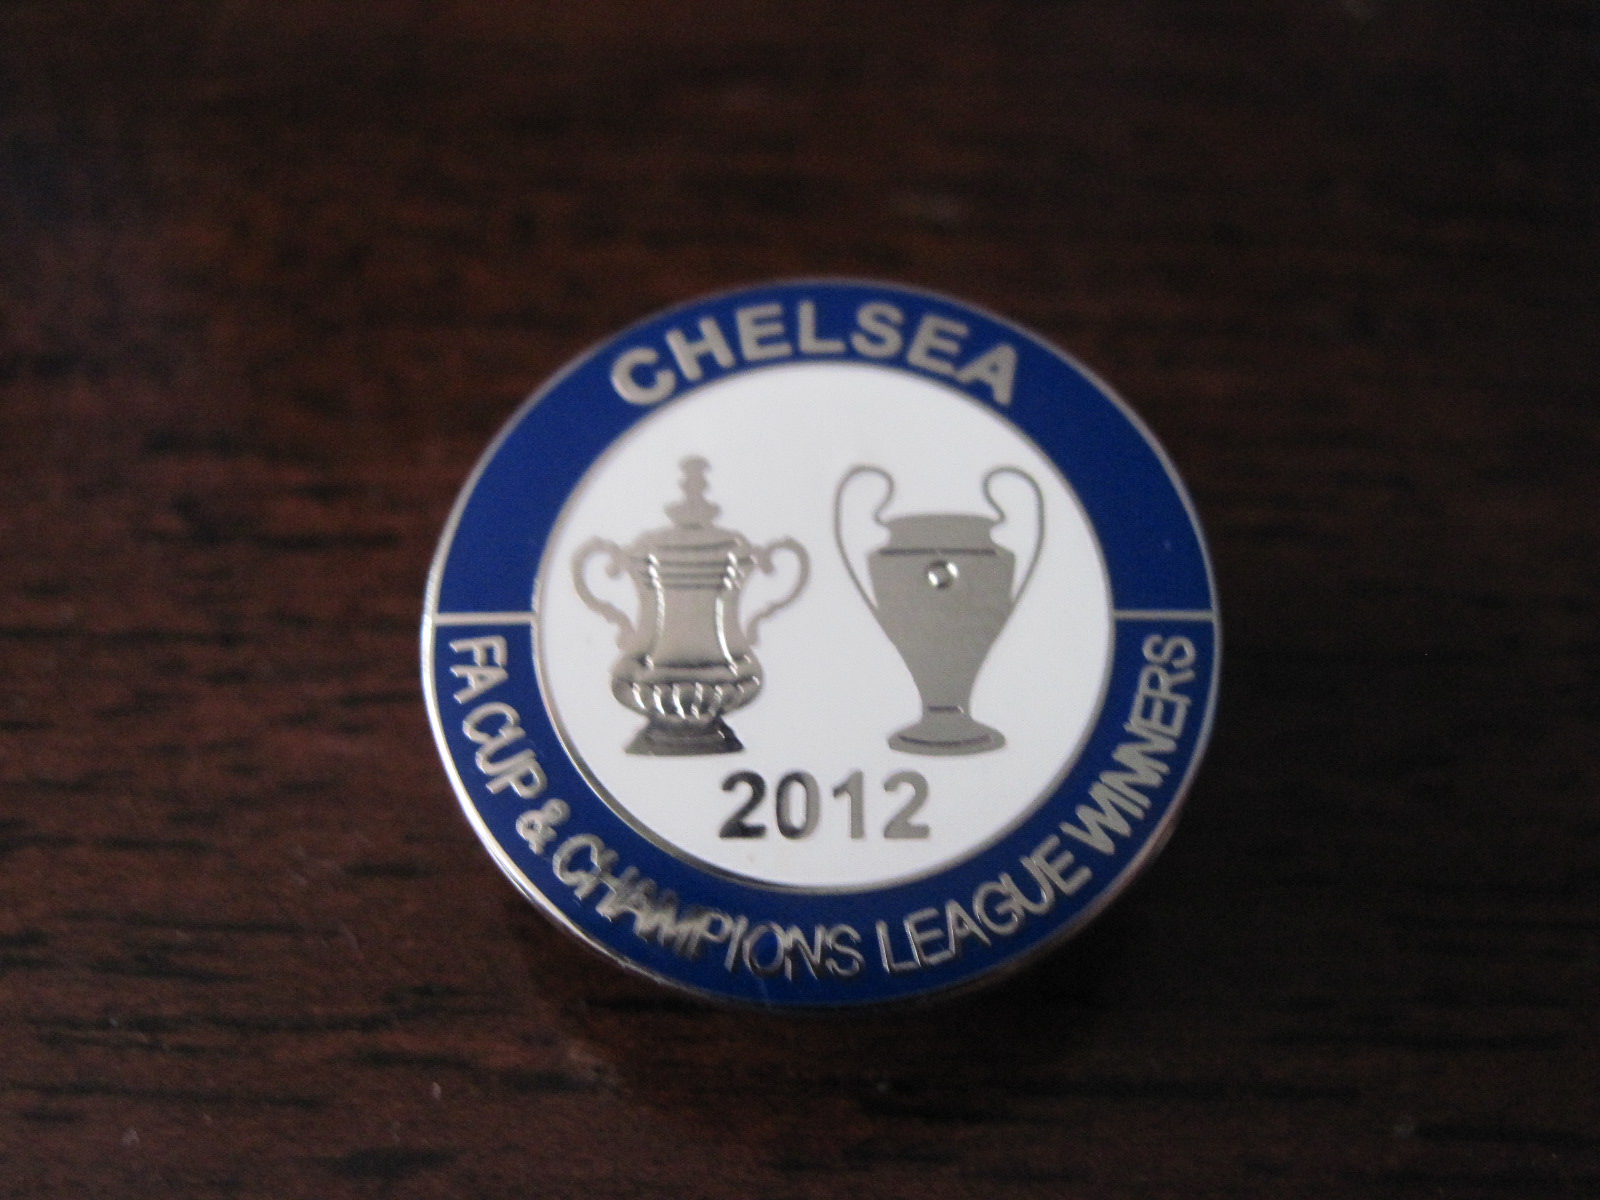 CHELSEA
2012
FA CUP & CHAMPIONS LEAGUE WINNERS